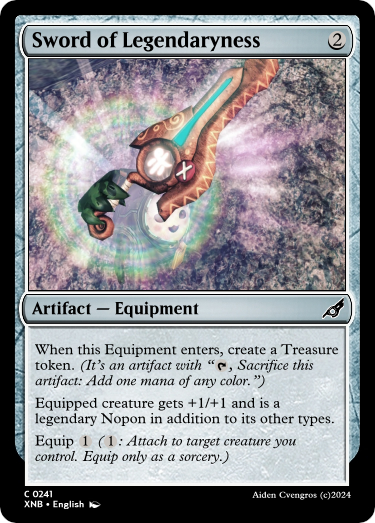 Sword of Legendaryness 2
Artifact — Equipment
When this Equipment enters, create a Treasure
token. (It's an artifact with “, Sacrifice this
artifact: Add one mana of any color.”)
Equipped creature gets +1/+1 and is a
legendary Nopon in addition to its other types.
Equip 1 (1: Attach to target creature you
control. Equip only as a sorcery.)
C 0241
XNB • English
Aiden Cvengros (c)2024